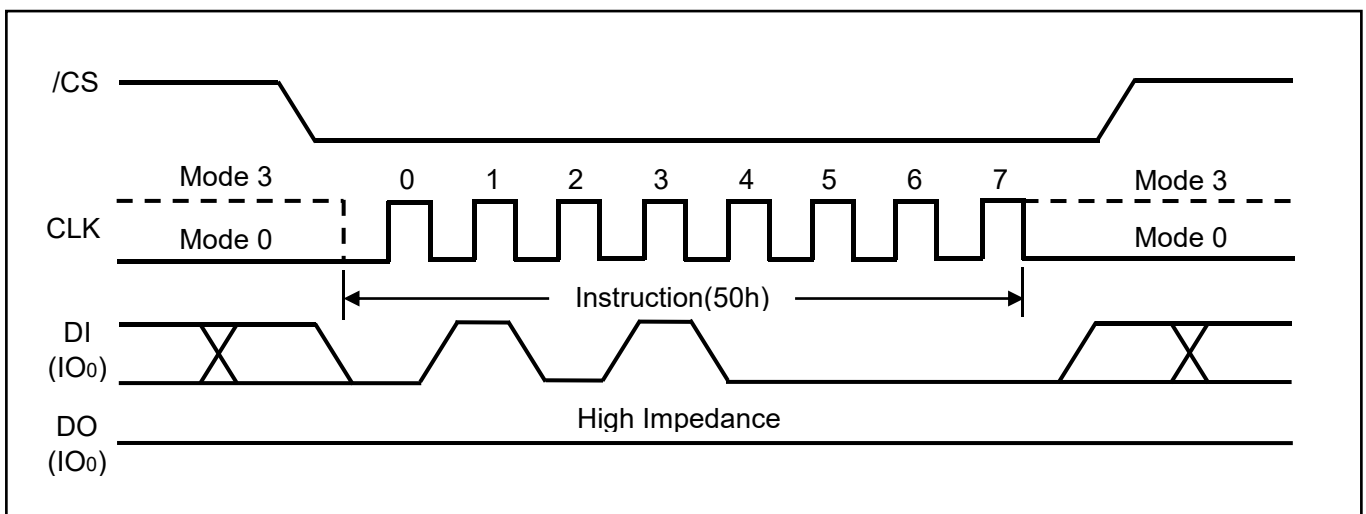 /CS
Mode 3
0 1 2 3 4 5 6 7
Mode 3
CLK
Mode 0
Mode 0
Instruction(50h)
DI
(IO0)
High Impedance
DO
(IO0)